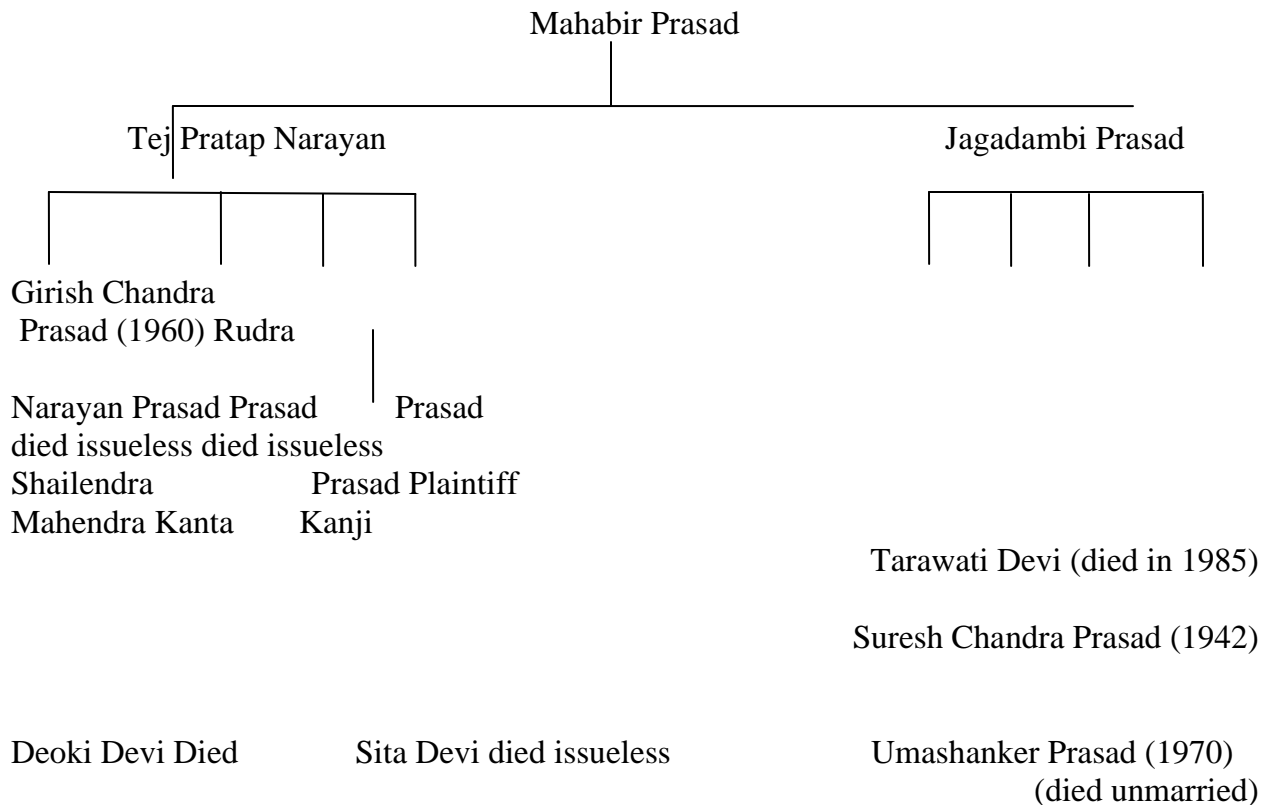 Mahabir Prasad
Tej Pratap Narayan Jagadambi Prasad
Girish Chandra
Prasad (1960) Rudra
Narayan Prasad Prasad Prasad
died issueless died issueless
Shailendra Prasad Plaintiff
Mahendra Kanta Kanji
Tarawati Devi (died in 1985)
Suresh Chandra Prasad (1942)
Deoki Devi Died Sita Devi died issueless Umashanker Prasad (1970)
(died unmarried)